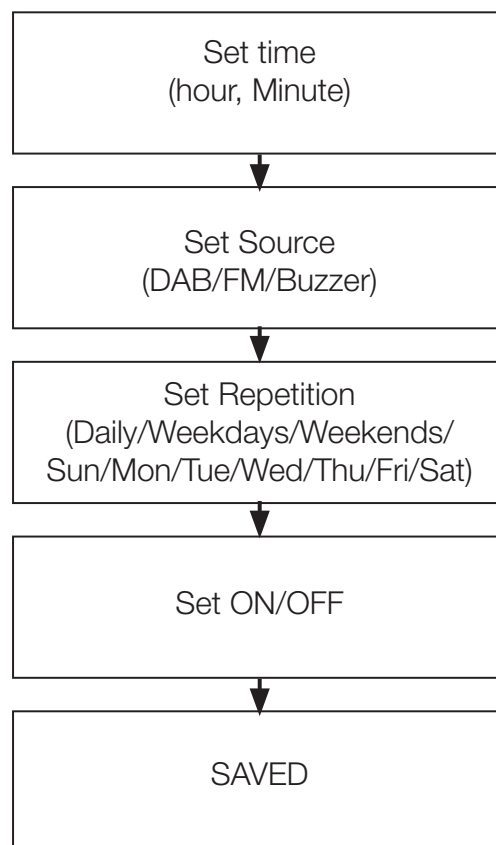 Set time
(hour, Minute)
Set Source
(DAB/FM/Buzzer)
Set Repetition
(Daily/Weekdays/Weekends/
Sun/Mon/Tue/Wed/Thu/Fri/Sat)
Set ON/OFF
SAVED